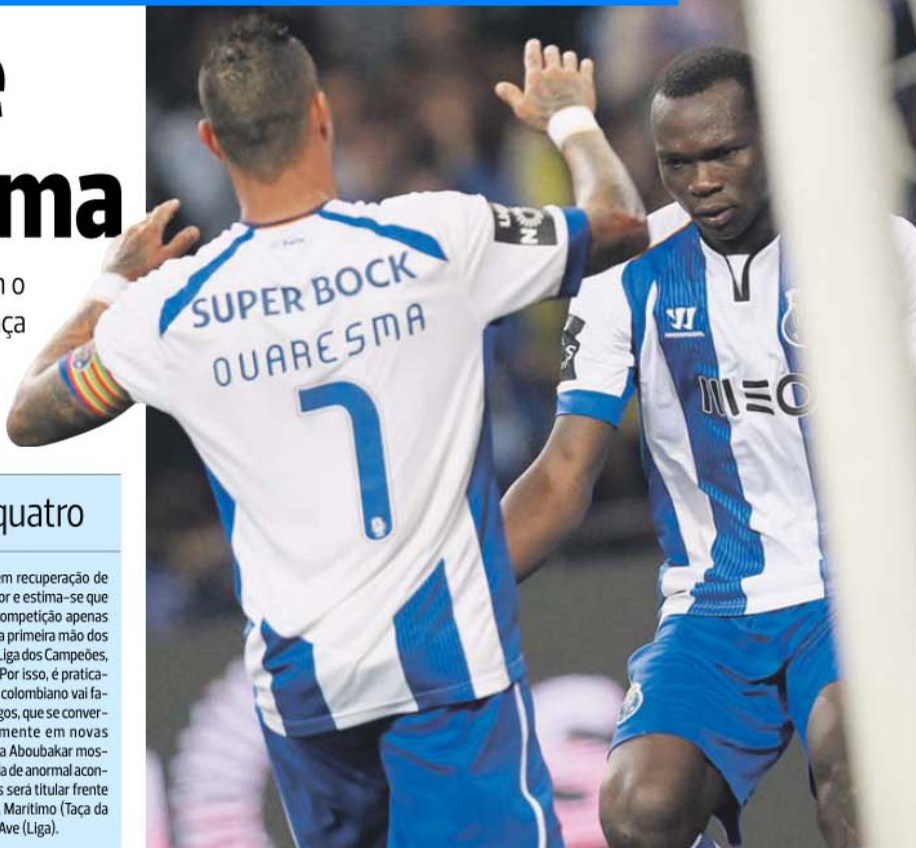 e
ma
n o
ça
quatro
em recuperação de
or e estima-se que
ompetição apenas
a primeira mão dos
Liga dos Campeões,
Por isso, é pratica-
colombiano vai fa-
gos, que se conver-
mente em novas
a Aboubakar mos-
a de anormal acon-
s será titular frente
Marítimo (Taça da
Ave (Liga).
SUPER BOCK
QUARESMA
7
LIGA
NOS
MEO